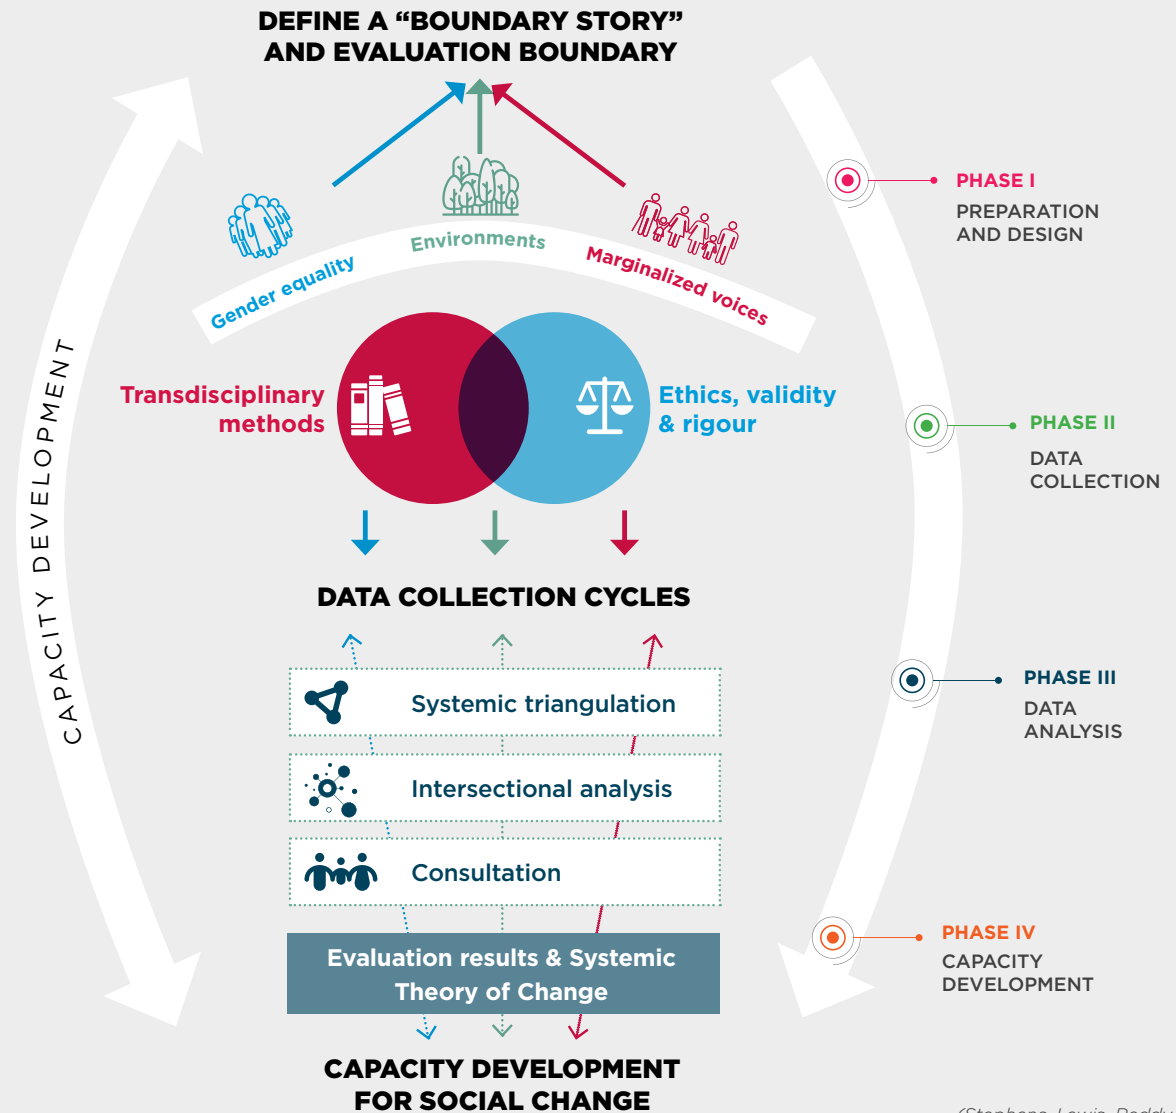 DEFINE A “BOUNDARY STORY”
AND EVALUATION BOUNDARY
Gender equality
Environments
Marginalized voices
Transdisciplinary
methods
Ethics, validity
& rigour
DATA COLLECTION CYCLES
Systemic triangulation
Intersectional analysis
Consultation
Evaluation results & Systemic
Theory of Change
CAPACITY DEVELOPMENT
FOR SOCIAL CHANGE
CAPACITY DEVELOPMENT
PHASE I
PREPARATION
AND DESIGN
PHASE II
DATA
COLLECTION
PHASE III
DATA
ANALYSIS
PHASE IV
CAPACITY
DEVELOPMENT